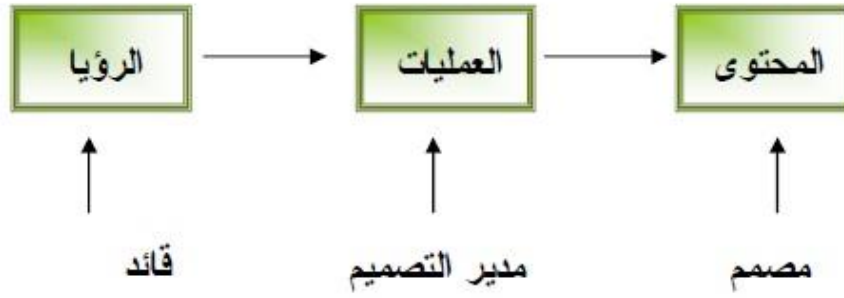 الرؤيا
العمليات
المحتوى
قائد
مدير التصميم
مصمم